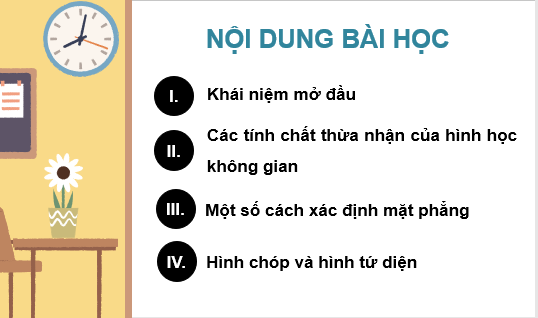 NỘI DUNG BÀI HỌC
I. Khái niệm mở đầu
II. Các tính chất thừa nhận của hình học
không gian
III. Một số cách xác định mặt phẳng
IV. Hình chóp và hình tứ diện